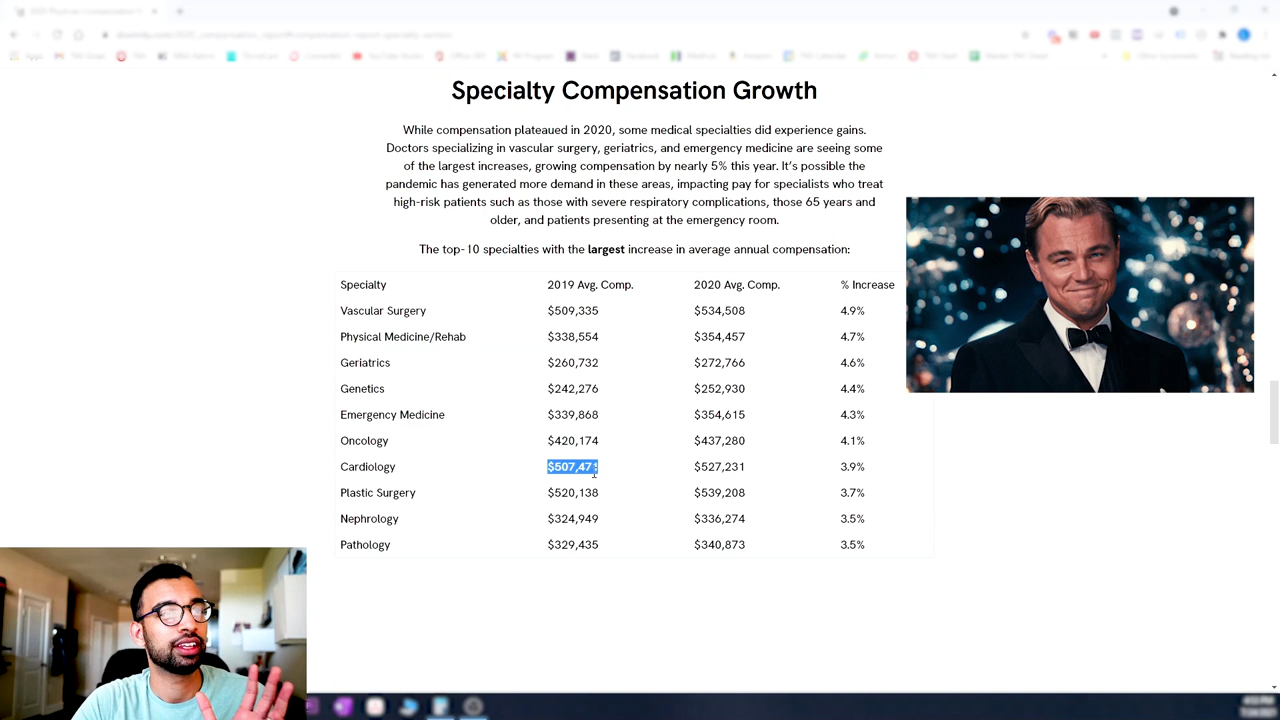 Specialty Compensation Growth
While compensation plateaued in 2020, some medical specialties did experience gains.
Doctors specializing in vascular surgery, geriatrics, and emergency medicine are seeing some
of the largest increases, growing compensation by nearly 5% this year. It’s possible the
pandemic has generated more demand in these areas, impacting pay for specialists who treat
high-risk patients such as those with severe respiratory complications, those 65 years and
older, and patients presenting at the emergency room.
The top-10 specialties with the largest increase in average annual compensation:
Specialty 2019 Avg. Comp. 2020 Avg. Comp. % Increase
Vascular Surgery $509,335 $534,508 4.9%
Physical Medicine/Rehab $338,554 $354,457 4.7%
Geriatrics $260,732 $272,766 4.6%
Genetics $242,276 $252,930 4.4%
Emergency Medicine $339,868 $354,615 4.3%
Oncology $420,174 $437,280 4.1%
Cardiology $507,471 $527,231 3.9%
Plastic Surgery $520,138 $539,208 3.7%
Nephrology $324,949 $336,274 3.5%
Pathology $329,435 $340,873 3.5%